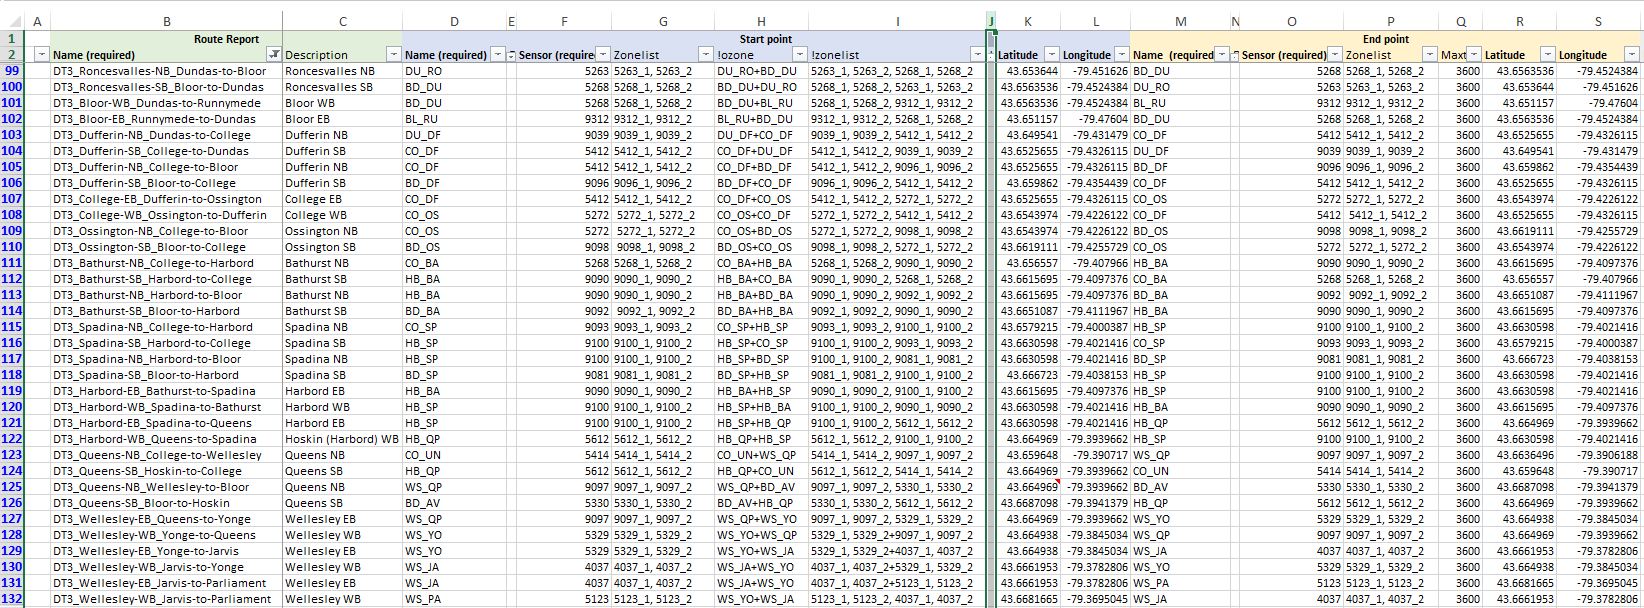 A B C D E F G H I J K L M N O P Q R S
1 Route Report Start point End point
2 Name (required) Description Name (required) Sensor (require Zonelist !ozone !zonelist Latitude Longitude Name (required Sensor (required) Zonelist Maxt Latitude Longitude
99 DT3_Roncesvalles-NB_Dundas-to-Bloor Roncesvalles NB DU_RO 5263 5263_1, 5263_2 DU_RO+BD_DU 5263_1, 5263_2, 5268_1, 5268_2 43.653644 -79.451626 BD_DU 5268 5268_1, 5268_2 3600 43.6563536 -79.4524384
100 DT3_Roncesvalles-SB_Bloor-to-Dundas Roncesvalles SB BD_DU 5268 5268_1, 5268_2 BD_DU+DU_RO 5268_1, 5268_2, 5263_1, 5263_2 43.6563536 -79.4524384 DU_RO 5263 5263_1, 5263_2 3600 43.653644 -79.451626
101 DT3_Bloor-WB_Dundas-to-Runnymede Bloor WB BD_DU 5268 5268_1, 5268_2 BD_DU+BL_RU 5268_1, 5268_2, 9312_1, 9312_2 43.6563536 -79.4524384 BL_RU 9312 9312_1, 9312_2 3600 43.651157 -79.47604
102 DT3_Bloor-EB_Runnymede-to-Dundas Bloor EB BL_RU 9312 9312_1, 9312_2 BL_RU+BD_DU 9312_1, 9312_2, 5268_1, 5268_2 43.651157 -79.47604 BD_DU 5268 5268_1, 5268_2 3600 43.6563536 -79.4524384
103 DT3_Dufferin-NB_Dundas-to-College Dufferin NB DU_DF 9039 9039_1, 9039_2 DU_DF+CO_DF 9039_1, 9039_2, 5412_1, 5412_2 43.649541 -79.431479 CO_DF 5412 5412_1, 5412_2 3600 43.6525655 -79.4326115
104 DT3_Dufferin-SB_College-to-Dundas Dufferin SB CO_DF 5412 5412_1, 5412_2 CO_DF+DU_DF 5412_1, 5412_2, 9039_1, 9039_2 43.6525655 -79.4326115 DU_DF 9039 9039_1, 9039_2 3600 43.649541 -79.431479
105 DT3_Dufferin-NB_College-to-Bloor Dufferin NB CO_DF 5412 5412_1, 5412_2 CO_DF+BD_DF 5412_1, 5412_2, 9096_1, 9096_2 43.6525655 -79.4326115 BD_DF 9096 9096_1, 9096_2 3600 43.659862 -79.4354439
106 DT3_Dufferin-SB_Bloor-to-College Dufferin SB BD_DF 9096 9096_1, 9096_2 BD_DF+CO_DF 9096_1, 9096_2, 5412_1, 5412_2 43.659862 -79.4354439 CO_DF 5412 5412_1, 5412_2 3600 43.6525655 -79.4326115
107 DT3_College-EB_Dufferin-to-Ossington College EB CO_DF 5412 5412_1, 5412_2 CO_DF+CO_OS 5412_1, 5412_2, 5272_1, 5272_2 43.6525655 -79.4326115 CO_OS 5272 5272_1, 5272_2 3600 43.6543974 -79.4226122
108 DT3_College-WB_Ossington-to-Dufferin College WB CO_OS 5272 5272_1, 5272_2 CO_OS+CO_DF 5272_1, 5272_2, 5412_1, 5412_2 43.6543974 -79.4226122 CO_DF 5412 5412_1, 5412_2 3600 43.6525655 -79.4326115
109 DT3_Ossington-NB_College-to-Bloor Ossington NB CO_OS 5272 5272_1, 5272_2 CO_OS+BD_OS 5272_1, 5272_2, 9098_1, 9098_2 43.6543974 -79.4226122 BD_OS 9098 9098_1, 9098_2 3600 43.6619111 -79.4255729
110 DT3_Ossington-SB_Bloor-to-College Ossington SB BD_OS 9098 9098_1, 9098_2 BD_OS+CO_OS 9098_1, 9098_2, 5272_1, 5272_2 43.6619111 -79.4255729 CO_OS 5272 5272_1, 5272_2 3600 43.6543974 -79.4226122
111 DT3_Bathurst-NB_College-to-Harbord Bathurst NB CO_BA 5268 5268_1, 5268_2 CO_BA+HB_BA 5268_1, 5268_2, 9090_1, 9090_2 43.656557 -79.407966 HB_BA 9090 9090_1, 9090_2 3600 43.6615695 -79.4097376
112 DT3_Bathurst-SB_Harbord-to-College Bathurst SB HB_BA 9090 9090_1, 9090_2 HB_BA+CO_BA 9090_1, 9090_2, 5268_1, 5268_2 43.6615695 -79.4097376 CO_BA 5268 5268_1, 5268_2 3600 43.656557 -79.407966
113 DT3_Bathurst-NB_Harbord-to-Bloor Bathurst NB HB_BA 9090 9090_1, 9090_2 HB_BA+BD_BA 9090_1, 9090_2, 9092_1, 9092_2 43.6615695 -79.4097376 BD_BA 9092 9092_1, 9092_2 3600 43.6651087 -79.4111967
114 DT3_Bathurst-SB_Bloor-to-Harbord Bathurst SB BD_BA 9092 9092_1, 9092_2 BD_BA+HB_BA 9092_1, 9092_2, 9090_1, 9090_2 43.6651087 -79.4111967 HB_BA 9090 9090_1, 9090_2 3600 43.6615695 -79.4097376
115 DT3_Spadina-NB_College-to-Harbord Spadina NB CO_SP 9093 9093_1, 9093_2 CO_SP+HB_SP 9093_1, 9093_2, 9100_1, 9100_2 43.6579215 -79.4000387 HB_SP 9100 9100_1, 9100_2 3600 43.6630598 -79.4021416
116 DT3_Spadina-SB_Harbord-to-College Spadina SB HB_SP 9100 9100_1, 9100_2 HB_SP+CO_SP 9100_1, 9100_2, 9093_1, 9093_2 43.6630598 -79.4021416 CO_SP 9093 9093_1, 9093_2 3600 43.6579215 -79.4000387
117 DT3_Spadina-NB_Harbord-to-Bloor Spadina NB HB_SP 9100 9100_1, 9100_2 HB_SP+BD_SP 9100_1, 9100_2, 9081_1, 9081_2 43.6630598 -79.4021416 BD_SP 9081 9081_1, 9081_2 3600 43.666723 -79.4038153
118 DT3_Spadina-SB_Bloor-to-Harbord Spadina SB BD_SP 9081 9081_1, 9081_2 BD_SP+HB_SP 9081_1, 9081_2, 9100_1, 9100_2 43.666723 -79.4038153 HB_SP 9100 9100_1, 9100_2 3600 43.6630598 -79.4021416
119 DT3_Harbord-EB_Bathurst-to-Spadina Harbord EB HB_BA 9090 9090_1, 9090_2 HB_BA+HB_SP 9090_1, 9090_2, 9100_1, 9100_2 43.6615695 -79.4097376 HB_SP 9100 9100_1, 9100_2 3600 43.6630598 -79.4021416
120 DT3_Harbord-WB_Spadina-to-Bathurst Harbord WB HB_SP 9100 9100_1, 9100_2 HB_SP+HB_BA 9100_1, 9100_2, 9090_1, 9090_2 43.6630598 -79.4021416 HB_BA 9090 9090_1, 9090_2 3600 43.6615695 -79.4097376
121 DT3_Harbord-EB_Spadina-to-Queens Harbord EB HB_SP 9100 9100_1, 9100_2 HB_SP+HB_QP 9100_1, 9100_2, 5612_1, 5612_2 43.6630598 -79.4021416 HB_QP 5612 5612_1, 5612_2 3600 43.664969 -79.3939662
122 DT3_Harbord-WB_Queens-to-Spadina Hoskin (Harbord) WB HB_QP 5612 5612_1, 5612_2 HB_QP+HB_SP 5612_1, 5612_2, 9100_1, 9100_2 43.664969 -79.3939662 HB_SP 9100 9100_1, 9100_2 3600 43.6630598 -79.4021416
123 DT3_Queens-NB_College-to-Wellesley Queens NB CO_UN 5414 5414_1, 5414_2 CO_UN+WS_QP 5414_1, 5414_2, 9097_1, 9097_2 43.659648 -79.390717 WS_QP 9097 9097_1, 9097_2 3600 43.6636496 -79.3906188
124 DT3_Queens-SB_Hoskin-to-College Queens SB HB_QP 5612 5612_1, 5612_2 HB_QP+CO_UN 5612_1, 5612_2, 5414_1, 5414_2 43.664969 -79.3939662 CO_UN 5414 5414_1, 5414_2 3600 43.659648 -79.390717
125 DT3_Queens-NB_Wellesley-to-Bloor Queens NB WS_QP 9097 9097_1, 9097_2 WS_QP+BD_AV 9097_1, 9097_2, 5330_1, 5330_2 43.664969 -79.3939662 BD_AV 5330 5330_1, 5330_2 3600 43.6687098 -79.3941379
126 DT3_Queens-SB_Bloor-to-Hoskin Queens SB BD_AV 5330 5330_1, 5330_2 BD_AV+HB_QP 5330_1, 5330_2, 5612_1, 5612_2 43.6687098 -79.3941379 HB_QP 5612 5612_1, 5612_2 3600 43.664969 -79.3939662
127 DT3_Wellesley-EB_Queens-to-Yonge Wellesley EB WS_QP 9097 9097_1, 9097_2 WS_QP+WS_YO 9097_1, 9097_2, 5329_1, 5329_2 43.664969 -79.3939662 WS_YO 5329 5329_1, 5329_2 3600 43.664938 -79.3845034
128 DT3_Wellesley-WB_Yonge-to-Queens Wellesley WB WS_YO 5329 5329_1, 5329_2 WS_YO+WS_QP 5329_1, 5329_2+9097_1, 9097_2 43.664938 -79.3845034 WS_QP 9097 9097_1, 9097_2 3600 43.664969 -79.3939662
129 DT3_Wellesley-EB_Yonge-to-Jarvis Wellesley EB WS_YO 5329 5329_1, 5329_2 WS_YO+WS_JA 5329_1, 5329_2+4037_1, 4037_2 43.664938 -79.3845034 WS_JA 4037 4037_1, 4037_2 3600 43.6661953 -79.3782806
130 DT3_Wellesley-WB_Jarvis-to-Yonge Wellesley WB WS_JA 4037 4037_1, 4037_2 WS_JA+WS_YO 4037_1, 4037_2+5329_1, 5329_2 43.6661953 -79.3782806 WS_YO 5329 5329_1, 5329_2 3600 43.664938 -79.3845034
131 DT3_Wellesley-EB_Jarvis-to-Parliament Wellesley EB WS_JA 4037 4037_1, 4037_2 WS_JA+WS_YO 4037_1, 4037_2+5123_1, 5123_2 43.6661953 -79.3782806 WS_PA 5123 5123_1, 5123_2 3600 43.6681665 -79.3695045
132 DT3_Wellesley-WB_Jarvis-to-Parliament Wellesley WB WS_PA 5123 5123_1, 5123_2 WS_YO+WS_JA 5123_1, 5123_2, 4037_1, 4037_2 43.6681665 -79.3695045 WS_JA 4037 4037_1, 4037_2 3600 43.6661953 -79.3782806